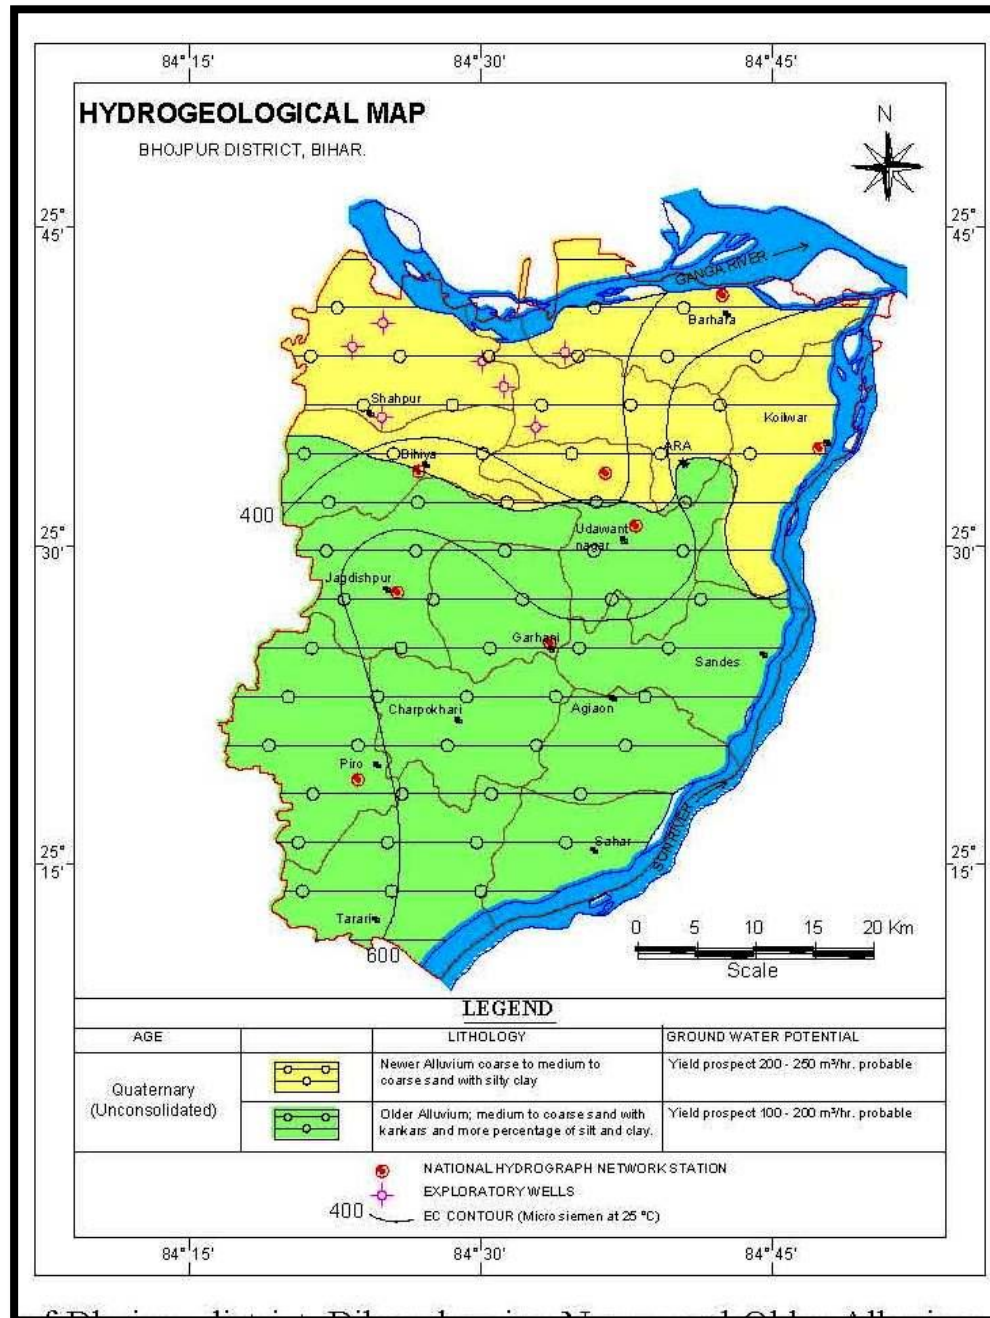 84° 15'
84° 30'
84° 45'
HYDROGEOLOGICAL MAP
BHOJPUR DISTRICT, BIHAR.
N
25°
45'
25°
45'
GANGA RIVER
Barhara
Shahpur
Koilwar
ARA
Bihiya
400
25°
30'
25°
30'
Udawant
nagar
Jagdishpur
Garhani
Sandes
Charpokhari
Agiaon
Piro
SON RIVER
Sahar
25°
15'
25°
15'
Tarari
600
0 5 10 15 20 Km
Scale
LEGEND
AGE
LITHOLOGY
GROUND WATER POTENTIAL
Quaternary
(Unconsolidated)
Newer Alluvium coarse to medium to
coarse sand with silty clay
Yield prospect 200 - 250 m³/hr. probable
Older Alluvium; medium to coarse sand with
kankars and more percentage of silt and clay.
Yield prospect 100 - 200 m³/hr. probable
NATIONAL HYDROGRAPH NETWORK STATION
EXPLORATORY WELLS
400 EC CONTOUR (Micro siemen at 25 °C)
84° 15'
84° 30'
84° 45'